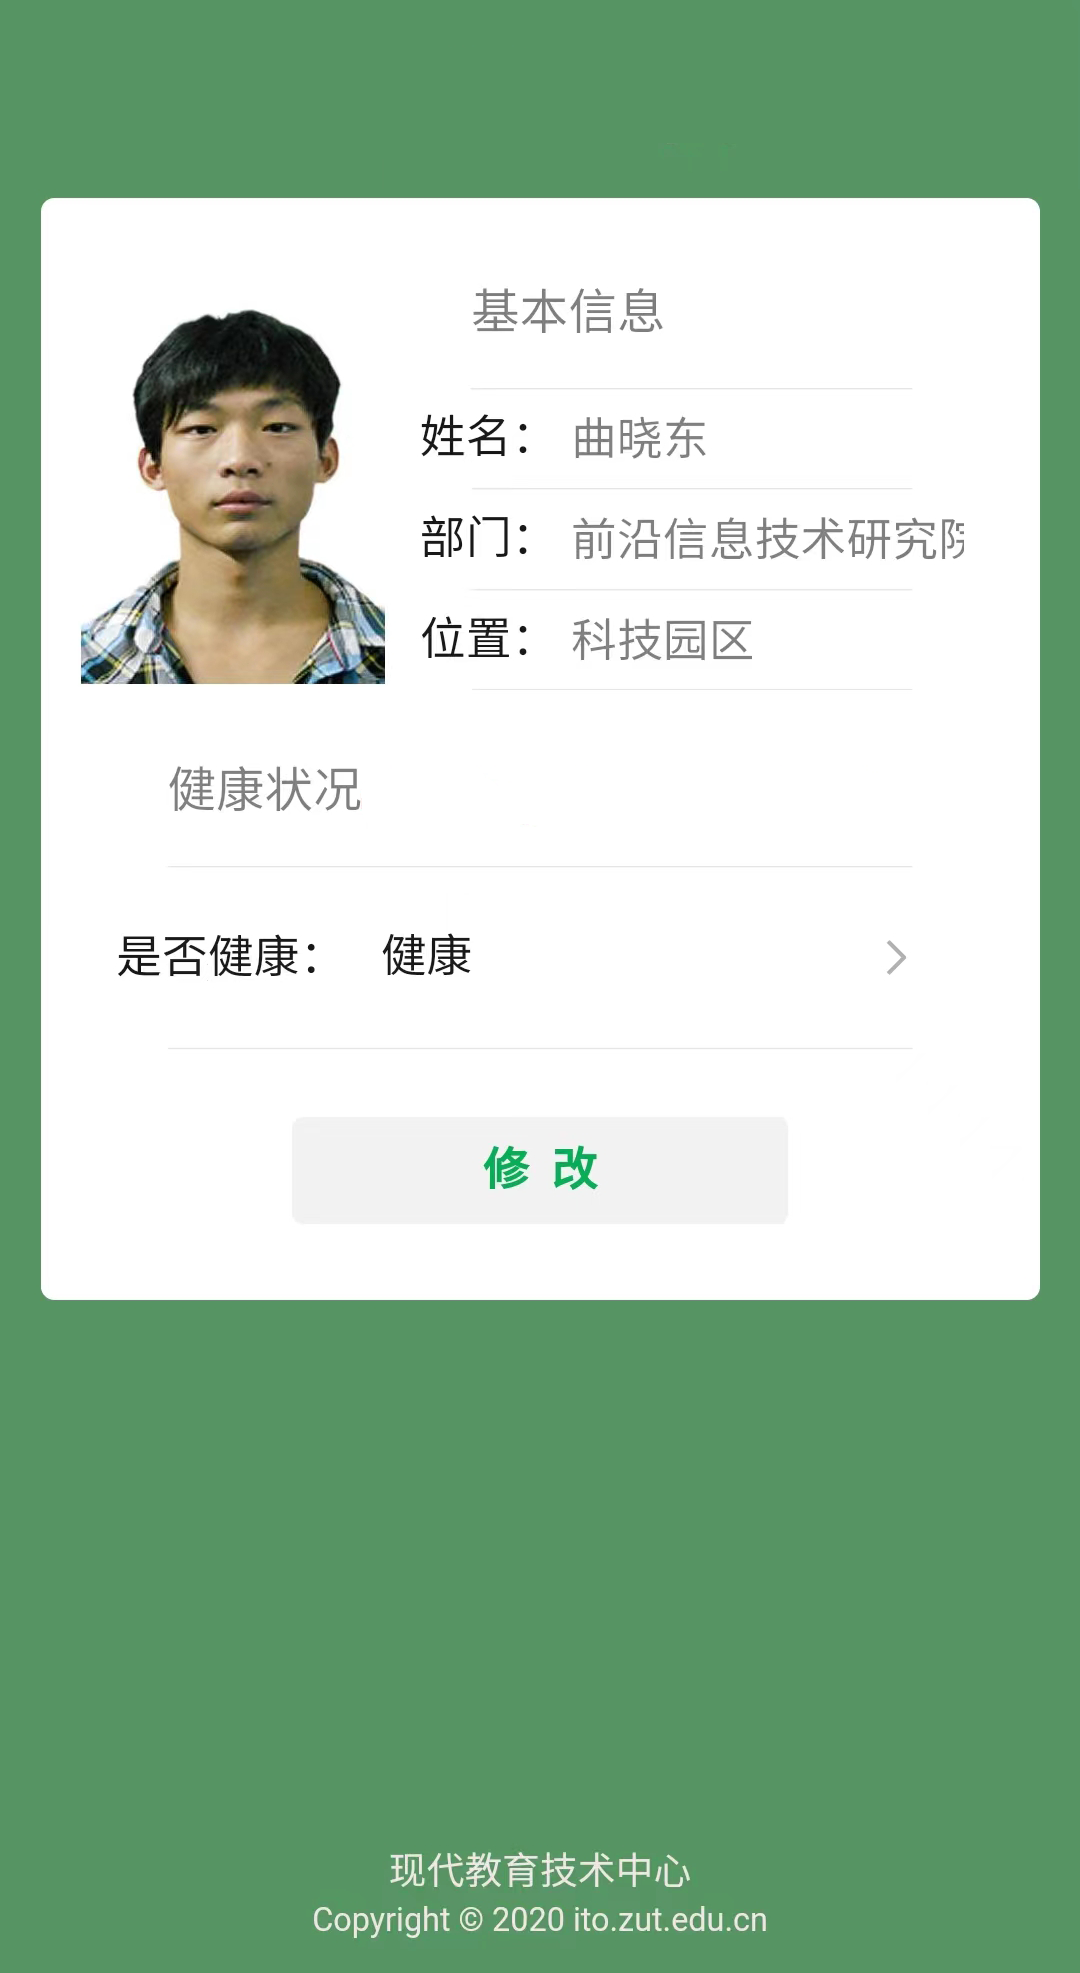 基本信息
姓名： 曲晓东
部门： 前沿信息技术研究院
位置： 科技园区
健康状况
是否健康： 健康
修 改
现代教育技术中心
Copyright © 2020 ito.zut.edu.cn